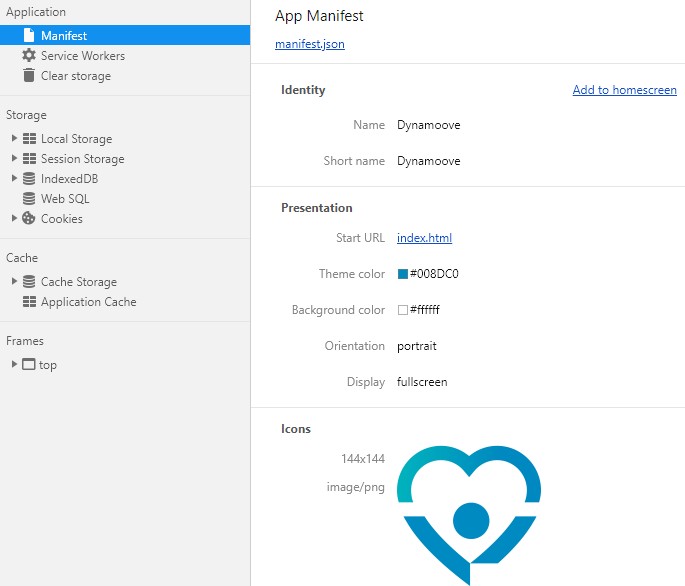 Application
Manifest
Service Workers
Clear storage
Storage
Local Storage
Session Storage
IndexedDB
Web SQL
Cookies
Cache
Cache Storage
Application Cache
Frames
top
App Manifest
manifest.json
Identity
Add to homescreen
Name Dynamoove
Short name Dynamoove
Presentation
Start URL index.html
Theme color #008DC0
Background color #ffffff
Orientation portrait
Display fullscreen
Icons
144x144
image/png